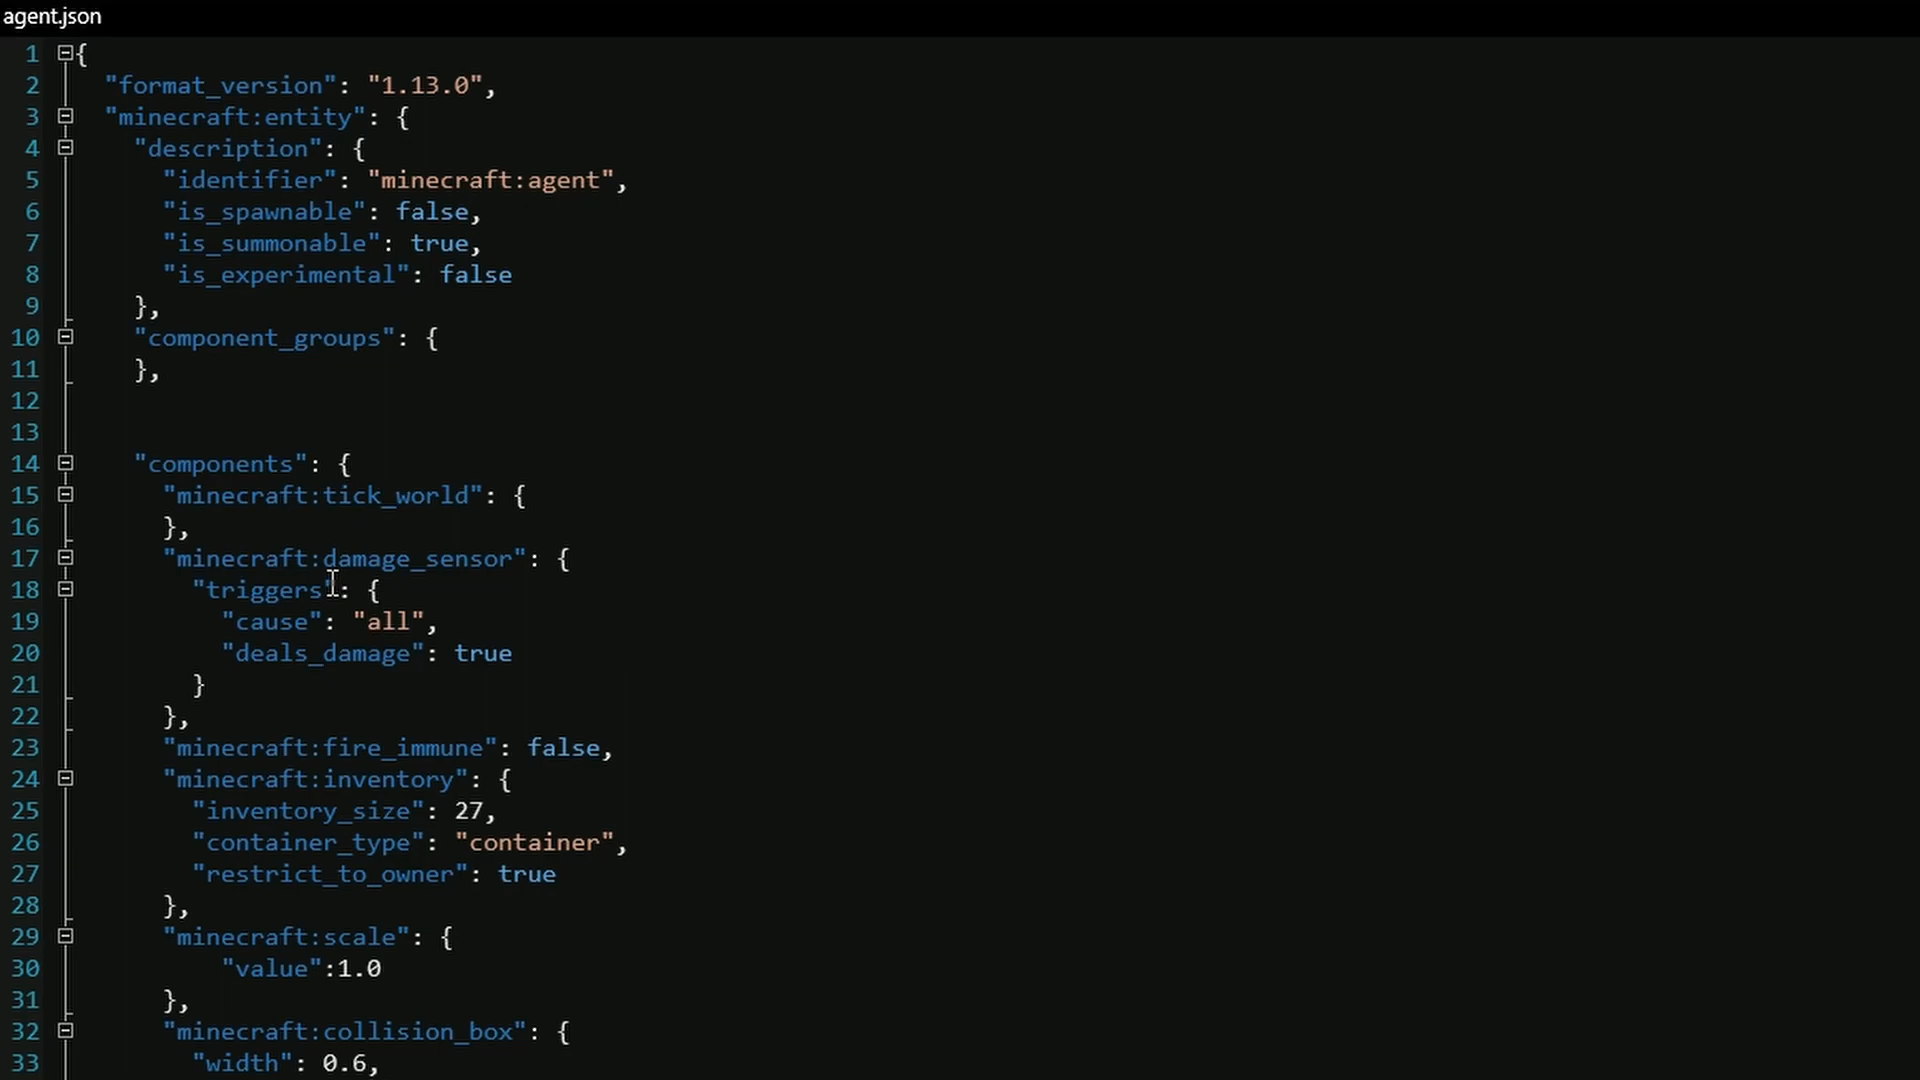 agent.json
1 {
2 "format_version": "1.13.0",
3 "minecraft:entity": {
4 "description": {
5 "identifier": "minecraft:agent",
6 "is_spawnable": false,
7 "is_summonable": true,
8 "is_experimental": false
9 },
10 "component_groups": {
11 },
12
13
14 "components": {
15 "minecraft:tick_world": {
16 },
17 "minecraft:damage_sensor": {
18 "triggers": {
19 "cause": "all",
20 "deals_damage": true
21 }
22 },
23 "minecraft:fire_immune": false,
24 "minecraft:inventory": {
25 "inventory_size": 27,
26 "container_type": "container",
27 "restrict_to_owner": true
28 },
29 "minecraft:scale": {
30 "value":1.0
31 },
32 "minecraft:collision_box": {
33 "width": 0.6,